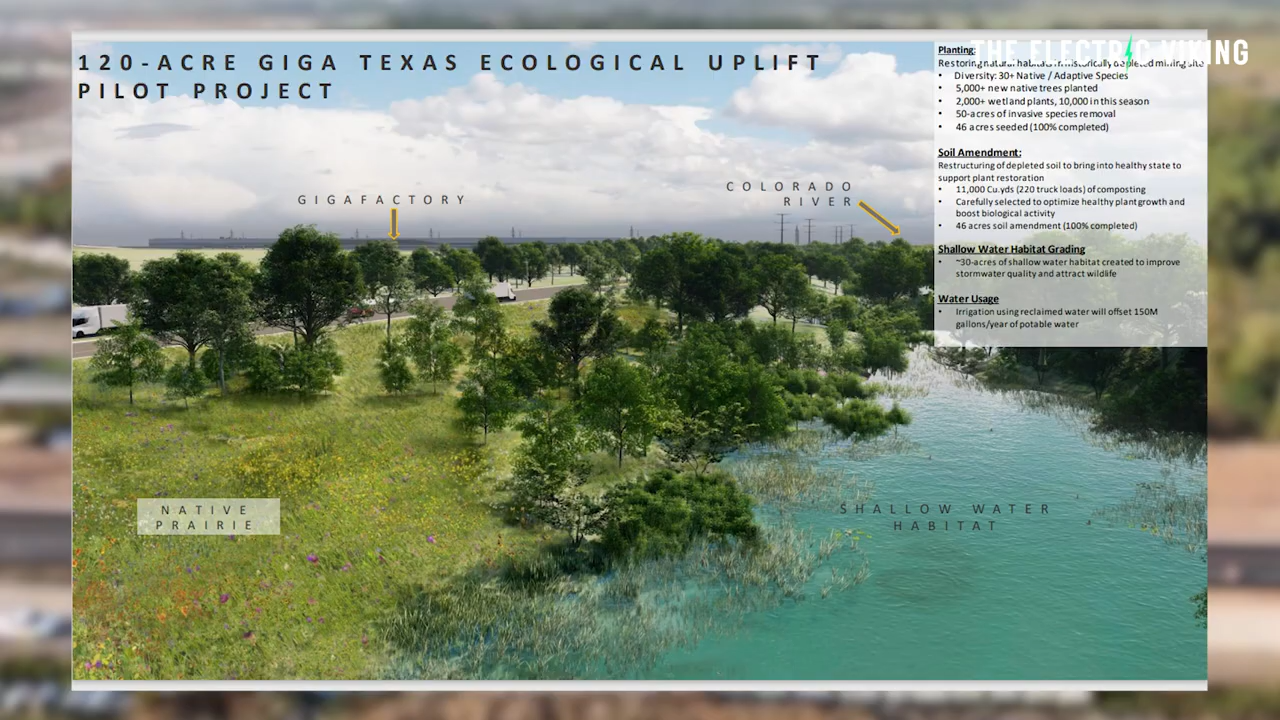 120-ACRE GIGA TEXAS ECOLOGICAL UPLIFT
PILOT PROJECT
THE ELECTRIC VIKING
Planting:
Restoring natural habitats in historically depleted mining site
• Diversity: 30+ Native / Adaptive Species
• 5,000+ new native trees planted
• 2,000+ wetland plants, 10,000 in this season
• 50-acres of invasive species removal
• 46 acres seeded (100% completed)
Soil Amendment:
Restructuring of depleted soil to bring into healthy state to
support plant restoration
• 11,000 Cu.yds (220 truck loads) of composting
• Carefully selected to optimize healthy plant growth and
boost biological activity
• 46 acres soil amendment (100% completed)
Shallow Water Habitat Grading
• ~30-acres of shallow water habitat created to improve
stormwater quality and attract wildlife
Water Usage
• Irrigation using reclaimed water will offset 150M
gallons/year of potable water
GIGAFACTORY
COLORADO
RIVER
NATIVE
PRAIRIE
SHALLOW WATER
HABITAT